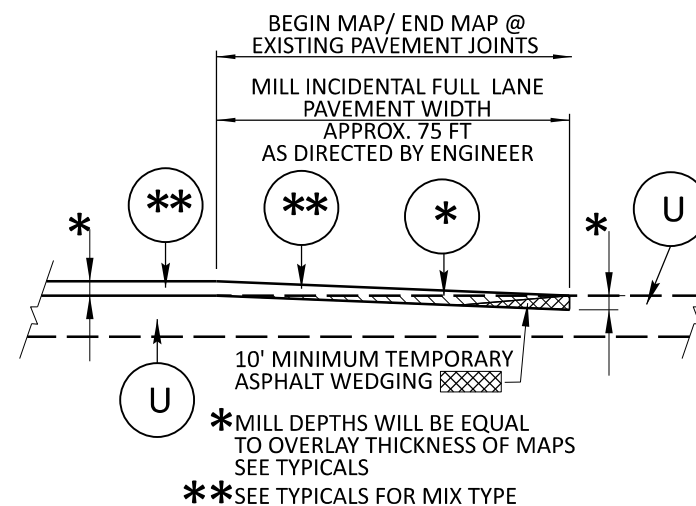 BEGIN MAP/ END MAP @
EXISTING PAVEMENT JOINTS
MILL INCIDENTAL FULL LANE
PAVEMENT WIDTH
APPROX. 75 FT
AS DIRECTED BY ENGINEER
* ** ** * * U
U
10' MINIMUM TEMPORARY
ASPHALT WEDGING
*MILL DEPTHS WILL BE EQUAL
TO OVERLAY THICKNESS OF MAPS
SEE TYPICALS
**SEE TYPICALS FOR MIX TYPE